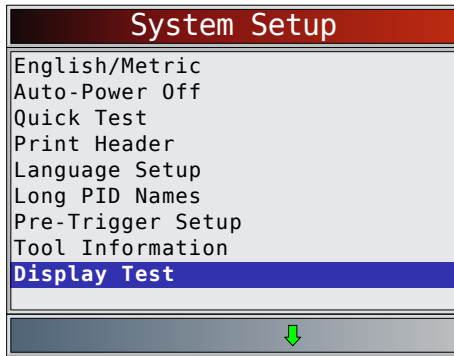 System Setup
English/Metric
Auto-Power Off
Quick Test
Print Header
Language Setup
Long PID Names
Pre-Trigger Setup
Tool Information
Display Test